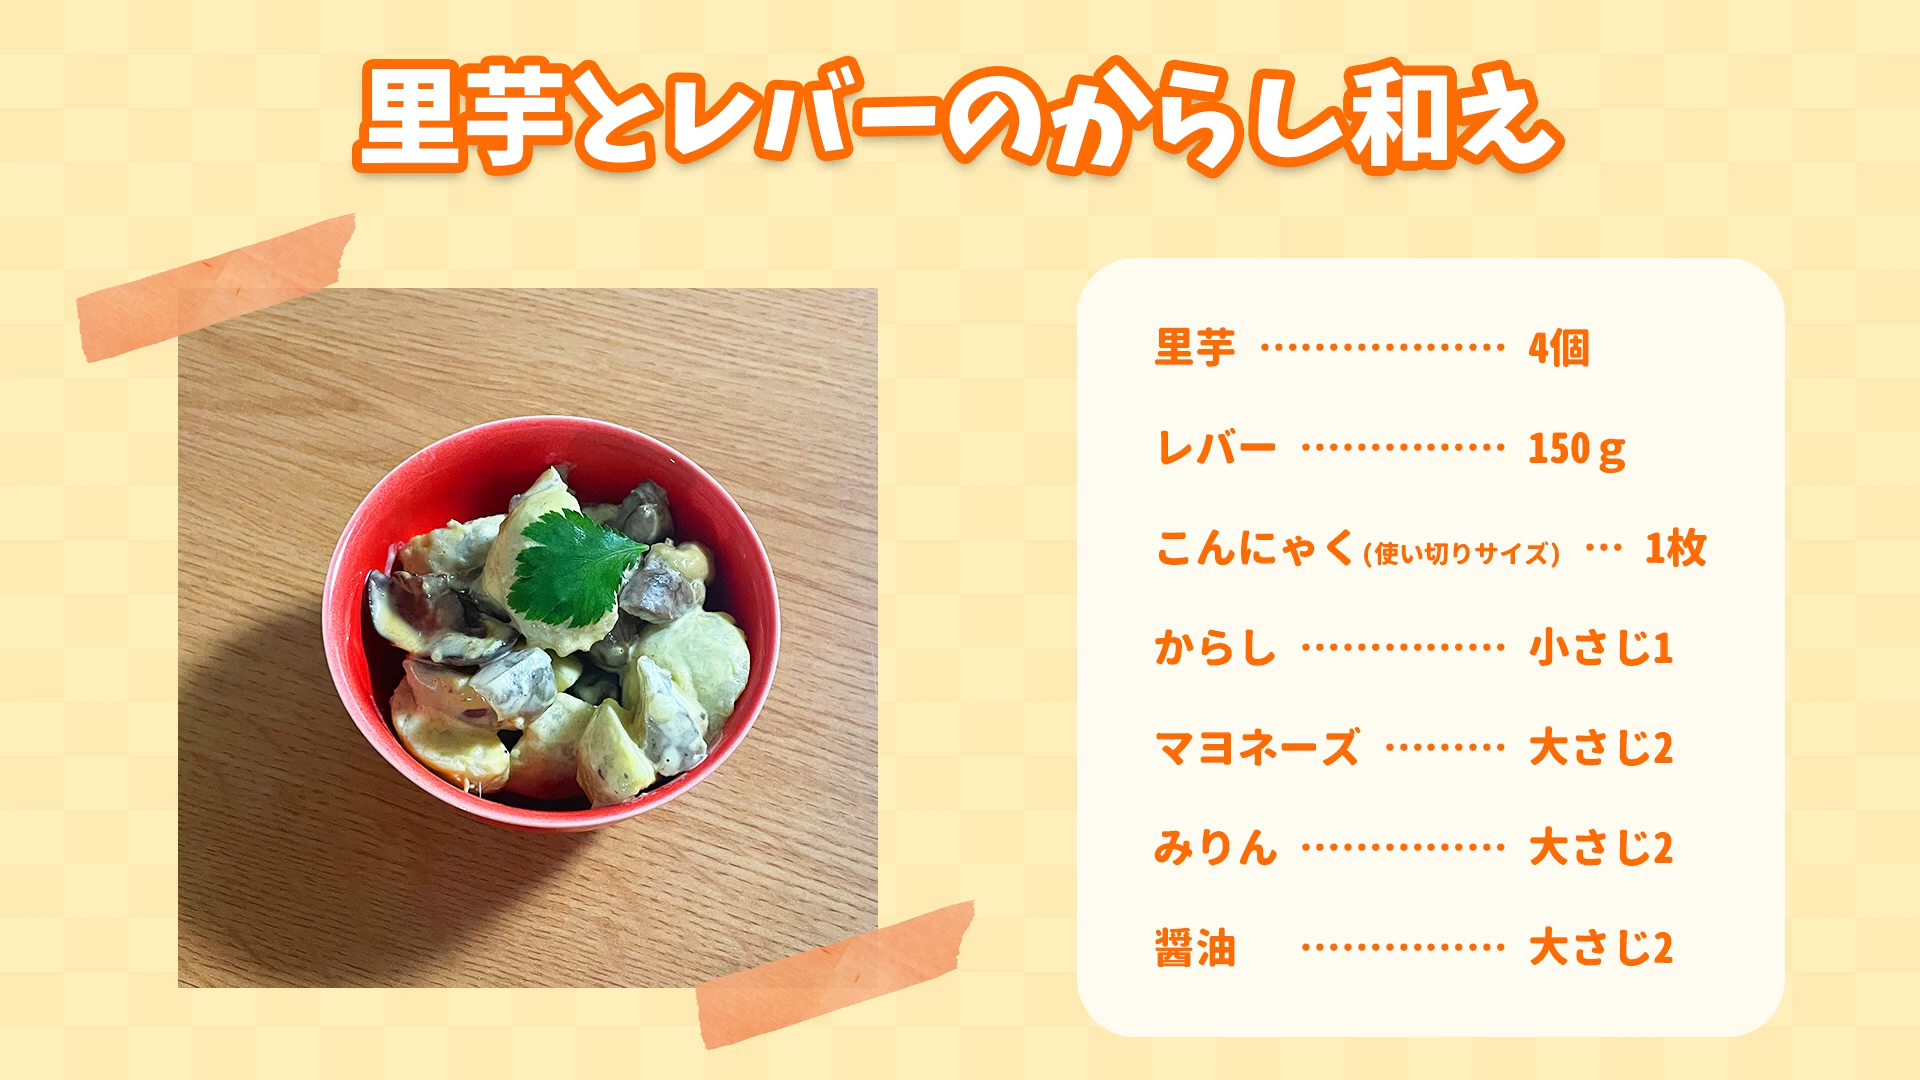 里芋とレバーのからし和え
里芋 ……………… 4個
レバー …………… 150g
こんにゃく(使い切りサイズ) … 1枚
からし …………… 小さじ1
マヨネーズ ……… 大さじ2
みりん …………… 大さじ2
醤油 …………… 大さじ2